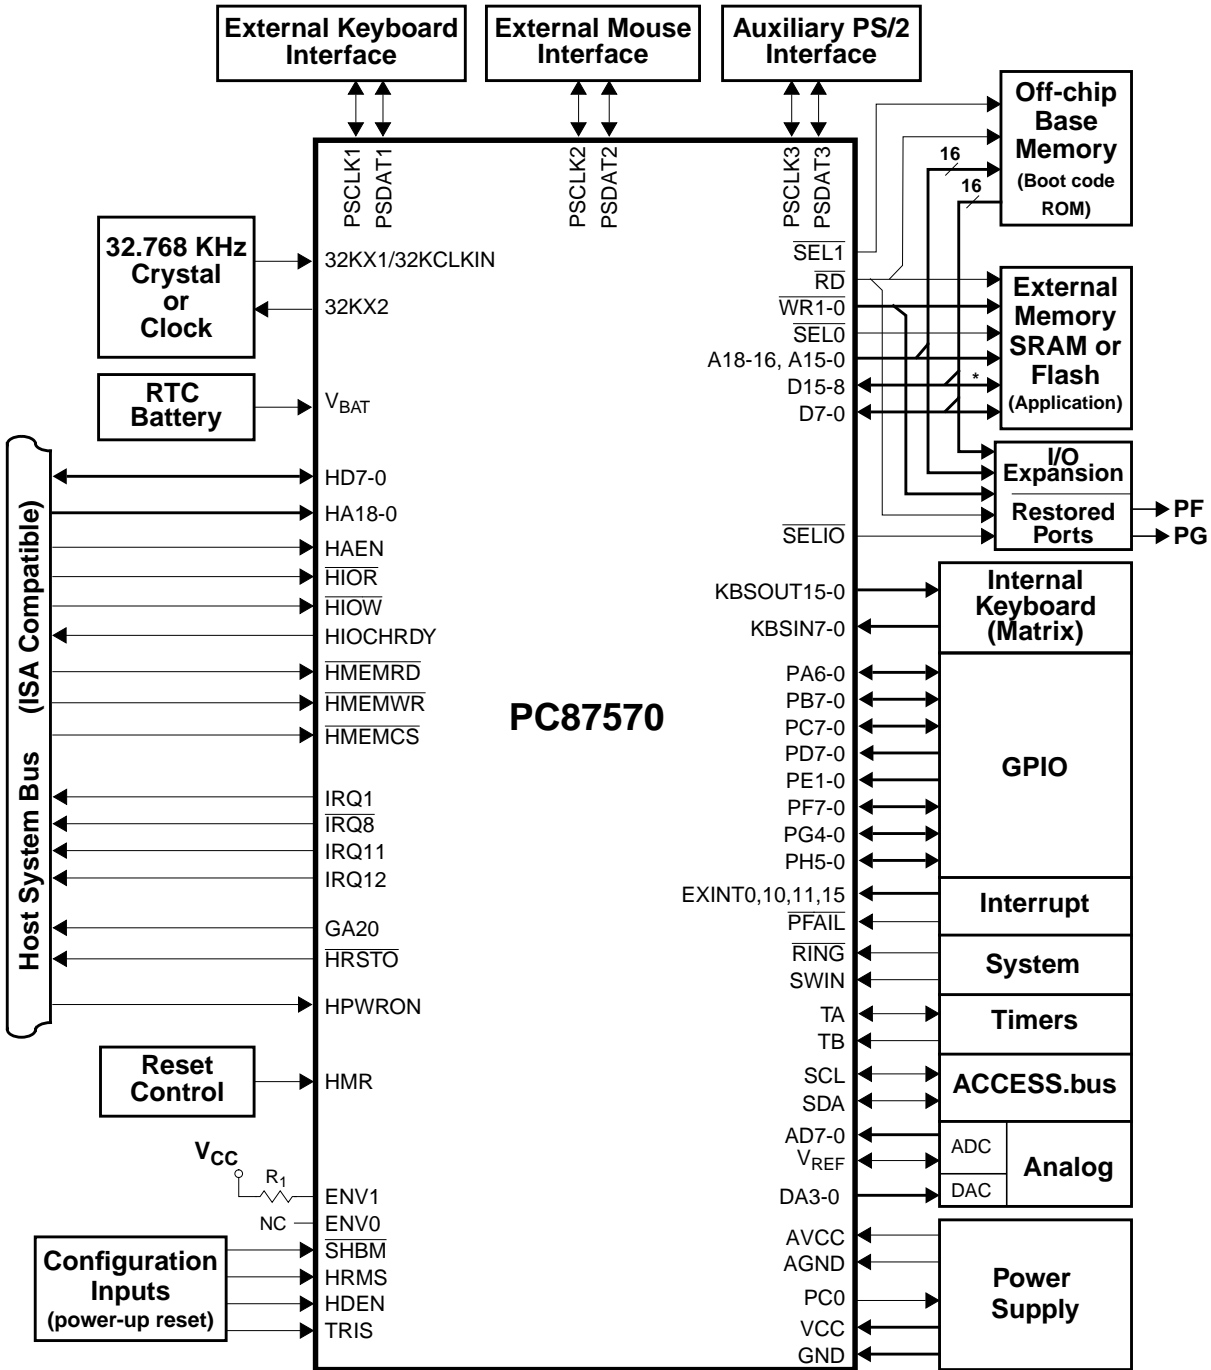 External Keyboard
Interface
External Mouse
Interface
Auxiliary PS/2
Interface
PSCLK1
PSDAT1
PSCLK2
PSDAT2
PSCLK3
PSDAT3
Off-chip
Base
Memory
(Boot code
ROM)
16
16
32.768 KHz
Crystal
or
Clock
32KX1/32KCLKIN
32KX2
RTC
Battery
VBAT
SEL1
RD
WR1-0
SEL0
A18-16, A15-0
D15-8
*
D7-0
External
Memory
SRAM or
Flash
(Application)
Host System Bus (ISA Compatible)
HD7-0
HA18-0
HAEN
HIOR
HIOW
HIOCHRDY
HMEMRD
HMEMWR
HMEMCS
IRQ1
IRQ8
IRQ11
IRQ12
GA20
HRSTO
HPWRON
PC87570
SELIO
I/O
Expansion
Restored
Ports
PF
PG
KBSOUT15-0
KBSIN7-0
Internal
Keyboard
(Matrix)
PA6-0
PB7-0
PC7-0
PD7-0
PE1-0
PF7-0
PG4-0
PH5-0
GPIO
EXINT0,10,11,15
PFAIL
Interrupt
RING
SWIN
System
TA
TB
Timers
SCL
SDA
ACCESS.bus
AD7-0
VREF
DA3-0
ADC
DAC
Analog
Reset
Control
HMR
VCC
R1
ENV1
NC
ENV0
Configuration
Inputs
(power-up reset)
SHBM
HRMS
HDEN
TRIS
AVCC
AGND
PC0
VCC
GND
Power
Supply